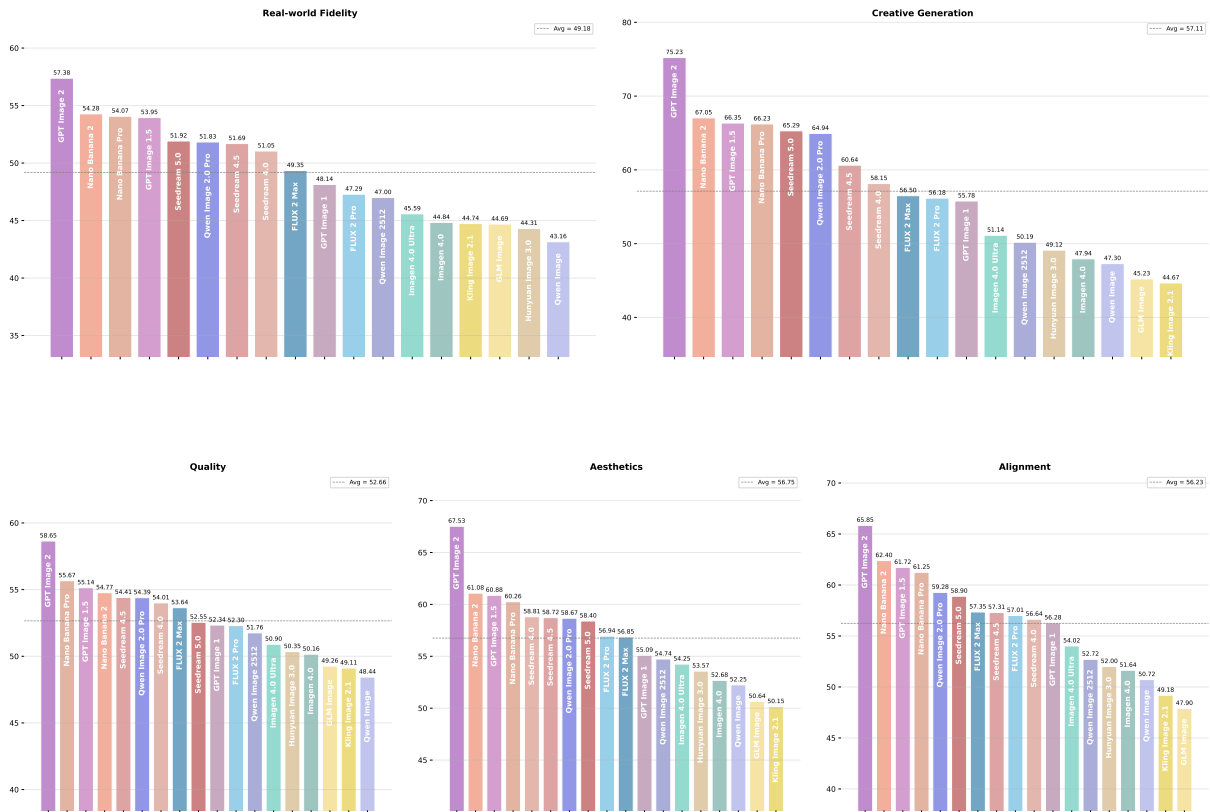 Real-world Fidelity
Avg = 49.18
60
55
50
45
40
35
57.38
54.28
54.07
53.95
51.92
51.83
51.69
51.05
49.35
48.14
47.29
47.00
45.59
44.84
44.74
44.69
44.31
43.16
GPT Image 2
Nano Banana 2
Nano Banana Pro
GPT Image 1.5
Seedream 5.0
Qwen Image 2.0 Pro
Seedream 4.5
Seedream 4.0
FLUX 2 Max
GPT Image 1
FLUX 2 Pro
Qwen Image 2512
Imagen 4.0 Ultra
Imagen 4.0
Kling Image 2.1
GLM Image
Hunyuan Image 3.0
Qwen Image
Creative Generation
Avg = 57.11
80
70
60
50
40
75.23
67.05
66.35
66.23
65.29
64.94
60.64
58.15
56.50
56.18
55.78
51.14
50.19
49.12
47.94
47.30
45.23
44.67
GPT Image 2
Nano Banana 2
GPT Image 1.5
Nano Banana Pro
Seedream 5.0
Qwen Image 2.0 Pro
Seedream 4.5
Seedream 4.0
FLUX 2 Max
FLUX 2 Pro
GPT Image 1
Imagen 4.0 Ultra
Qwen Image 2512
Hunyuan Image 3.0
Imagen 4.0
Qwen Image
GLM Image
Kling Image 2.1
Quality
Avg = 52.66
60
55
50
45
40
58.65
55.67
55.14
54.77
54.41
54.39
54.01
53.64
52.55
52.34
52.30
51.76
50.90
50.35
50.16
49.26
49.11
48.44
GPT Image 2
Nano Banana Pro
GPT Image 1.5
Nano Banana 2
Seedream 4.5
Qwen Image 2.0 Pro
Seedream 4.0
FLUX 2 Max
Seedream 5.0
GPT Image 1
FLUX 2 Pro
Qwen Image 2512
Imagen 4.0 Ultra
Hunyuan Image 3.0
Imagen 4.0
GLM Image
Kling Image 2.1
Qwen Image
Aesthetics
Avg = 56.75
70
65
60
55
50
45
67.53
61.08
60.88
60.26
58.81
58.72
58.67
58.40
56.94
56.85
55.09
54.74
54.25
53.57
52.68
52.25
50.64
50.15
GPT Image 2
Nano Banana 2
GPT Image 1.5
Nano Banana Pro
Seedream 4.0
Seedream 4.5
Qwen Image 2.0 Pro
Seedream 5.0
FLUX 2 Pro
FLUX 2 Max
GPT Image 1
Qwen Image 2512
Imagen 4.0 Ultra
Hunyuan Image 3.0
Imagen 4.0
Qwen Image
GLM Image
Kling Image 2.1
Alignment
Avg = 56.23
70
65
60
55
50
45
40
65.85
62.40
61.72
61.25
59.28
58.90
57.35
57.31
57.01
56.64
56.28
54.02
52.72
52.00
51.64
50.72
49.18
47.90
GPT Image 2
Nano Banana 2
GPT Image 1.5
Nano Banana Pro
Qwen Image 2.0 Pro
Seedream 5.0
FLUX 2 Max
Seedream 4.5
FLUX 2 Pro
Seedream 4.0
GPT Image 1
Imagen 4.0 Ultra
Qwen Image 2512
Hunyuan Image 3.0
Imagen 4.0
Qwen Image
Kling Image 2.1
GLM Image